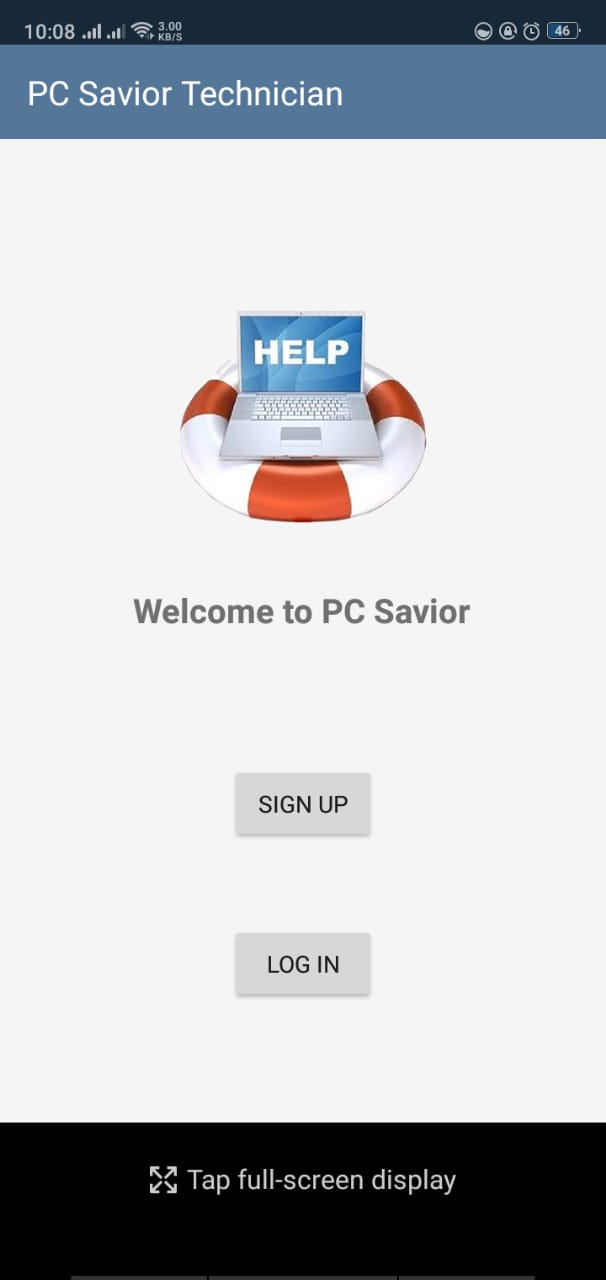 10:08 3.00 KB/S 46
PC Savior Technician
HELP
Welcome to PC Savior
SIGN UP
LOG IN
Tap full-screen display